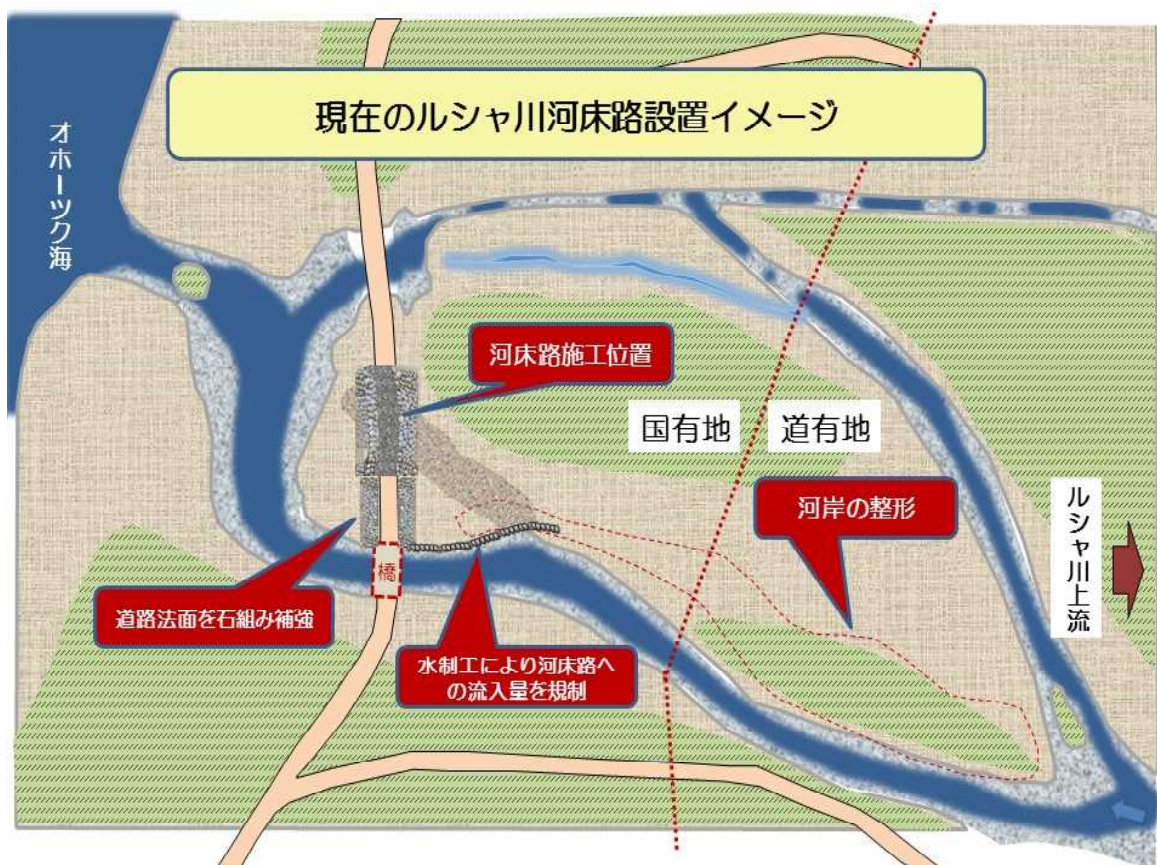 現在のルシャ川河床路設置イメージ
オホーツク海
河床路施工位置
国有地
道有地
河岸の整形
ルシャ川上流
橋
道路法面を石組み補強
水制工により河床路へ
の流入量を規制